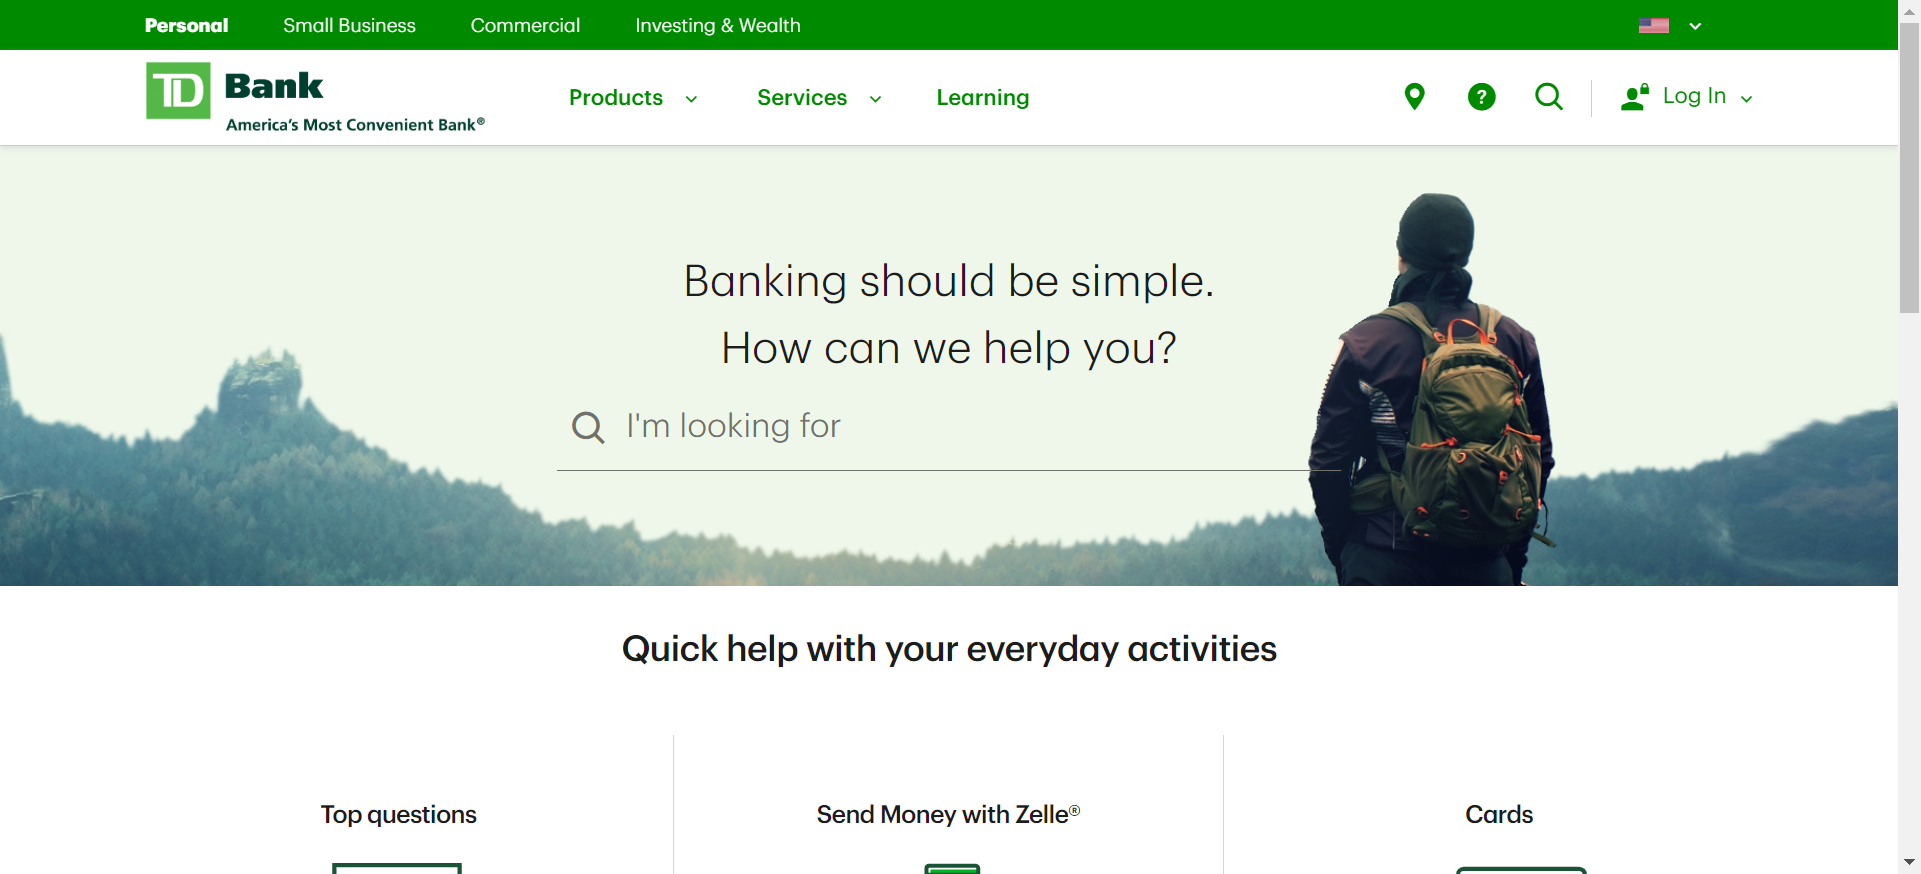 Personal
Small Business
Commercial
Investing & Wealth
TD Bank
America's Most Convenient Bank®
Products
Services
Learning
?
Log In
Banking should be simple.
How can we help you?
I'm looking for
Quick help with your everyday activities
Top questions
Send Money with Zelle®
Cards